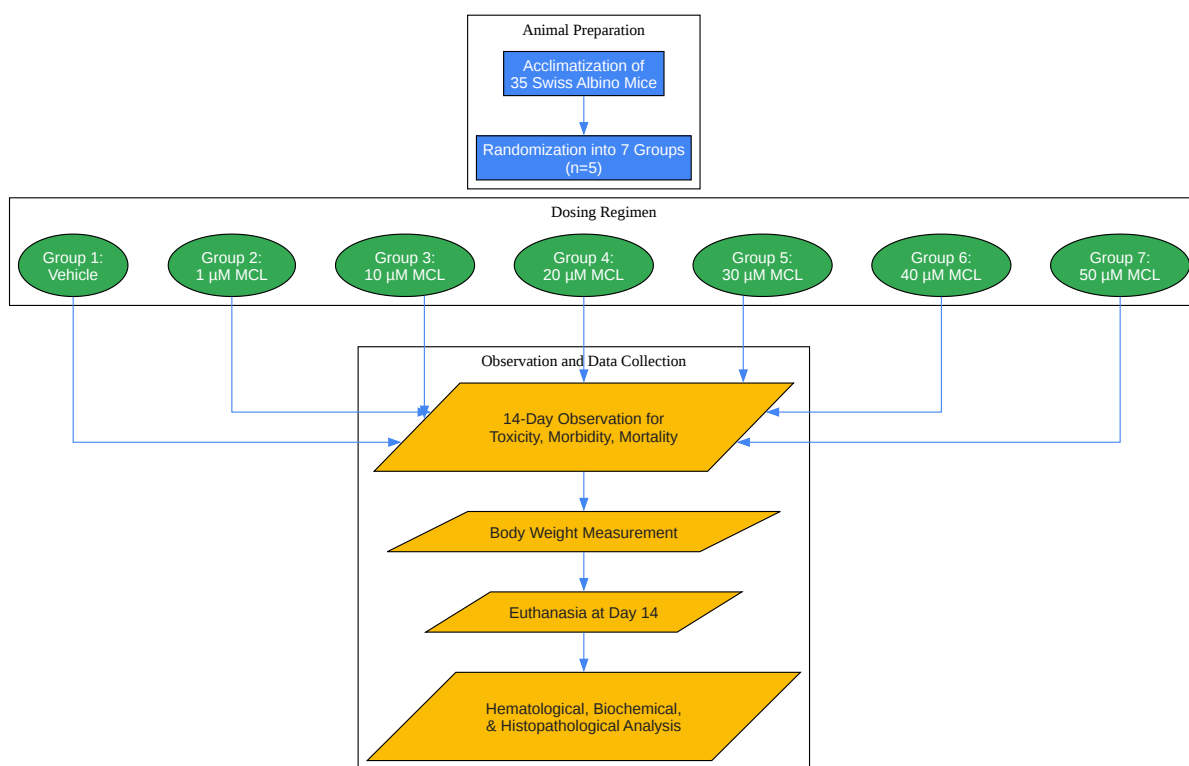 Animal Preparation
Acclimatization of
35 Swiss Albino Mice
Randomization into 7 Groups
(n=5)
Dosing Regimen
Group 1:
Vehicle
Group 2:
1 µM MCL
Group 3:
10 µM MCL
Group 4:
20 µM MCL
Group 5:
30 µM MCL
Group 6:
40 µM MCL
Group 7:
50 µM MCL
Observation and Data Collection
14-Day Observation for
Toxicity, Morbidity, Mortality
Body Weight Measurement
Euthanasia at Day 14
Hematological, Biochemical,
& Histopathological Analysis